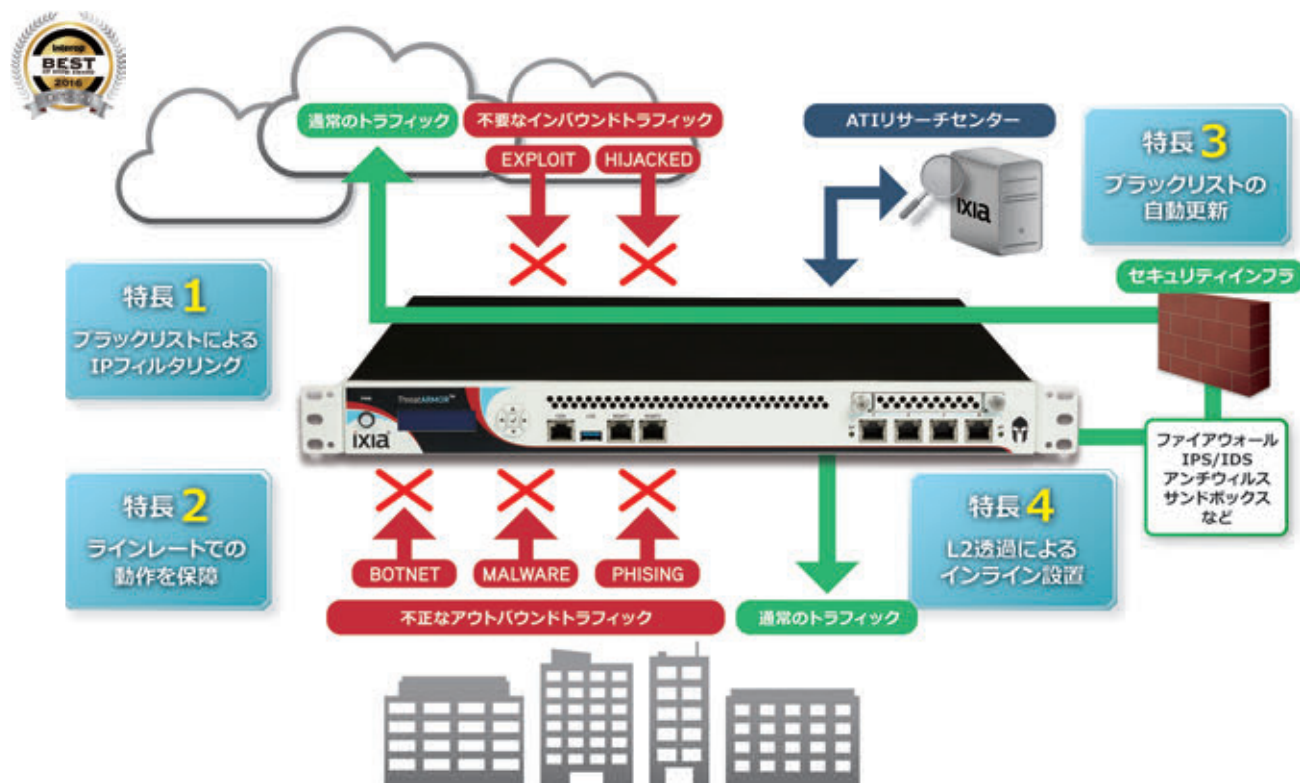 interop
BEST
2016
通常のトラフィック
不要なインバウンドトラフィック
EXPLOIT
HIJACKED
ATIリサーチセンター
ixia
特長 3
ブラックリストの
自動更新
セキュリティインフラ
特長 1
ブラックリストによる
IPフィルタリング
ThreatARMOR™
ixia
ファイアウォール
IPS/IDS
アンチウィルス
サンドボックス
など
特長 2
ラインレートでの
動作を保障
特長 4
L2透過による
インライン設置
BOTNET
MALWARE
PHISING
不正なアウトバウンドトラフィック
通常のトラフィック